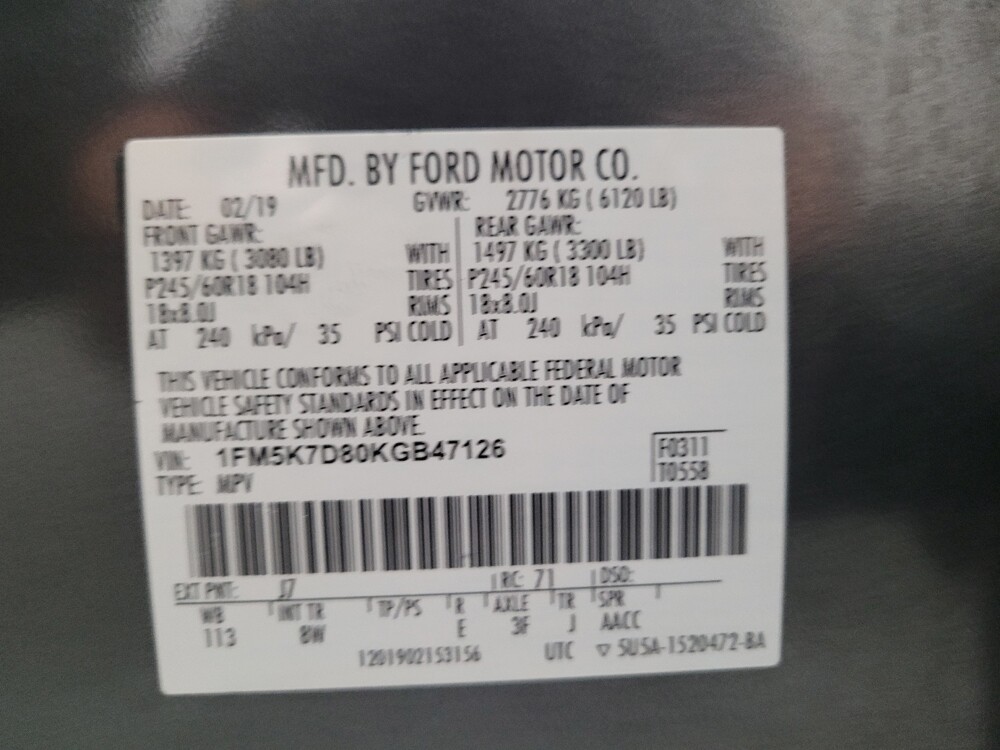 MFD. BY FORD MOTOR CO.
DATE: 02/19 GVWR: 2776 KG ( 6120 LB)
FRONT GAWR: REAR GAWR:
1397 KG ( 3080 LB) WITH 1497 KG ( 3300 LB) WITH
P245/60R18 104H TIRES P245/60R18 104H TIRES
18x8.0J RIMS 18x8.0J RIMS
AT 240 kPa/ 35 PSI COLD AT 240 kPa/ 35 PSI COLD
THIS VEHICLE CONFORMS TO ALL APPLICABLE FEDERAL MOTOR
VEHICLE SAFETY STANDARDS IN EFFECT ON THE DATE OF
MANUFACTURE SHOWN ABOVE.
VIN: 1FM5K7D80KGB47126 F0311
TYPE: MPV T0558
EXT PNT: J7 RC: 71 DSO:
WB INT TR TP/PS R AXLE TR SPR
113 8W E 3F J AACC
1201902153156 UTC ▽ 5U5A-1520472-BA